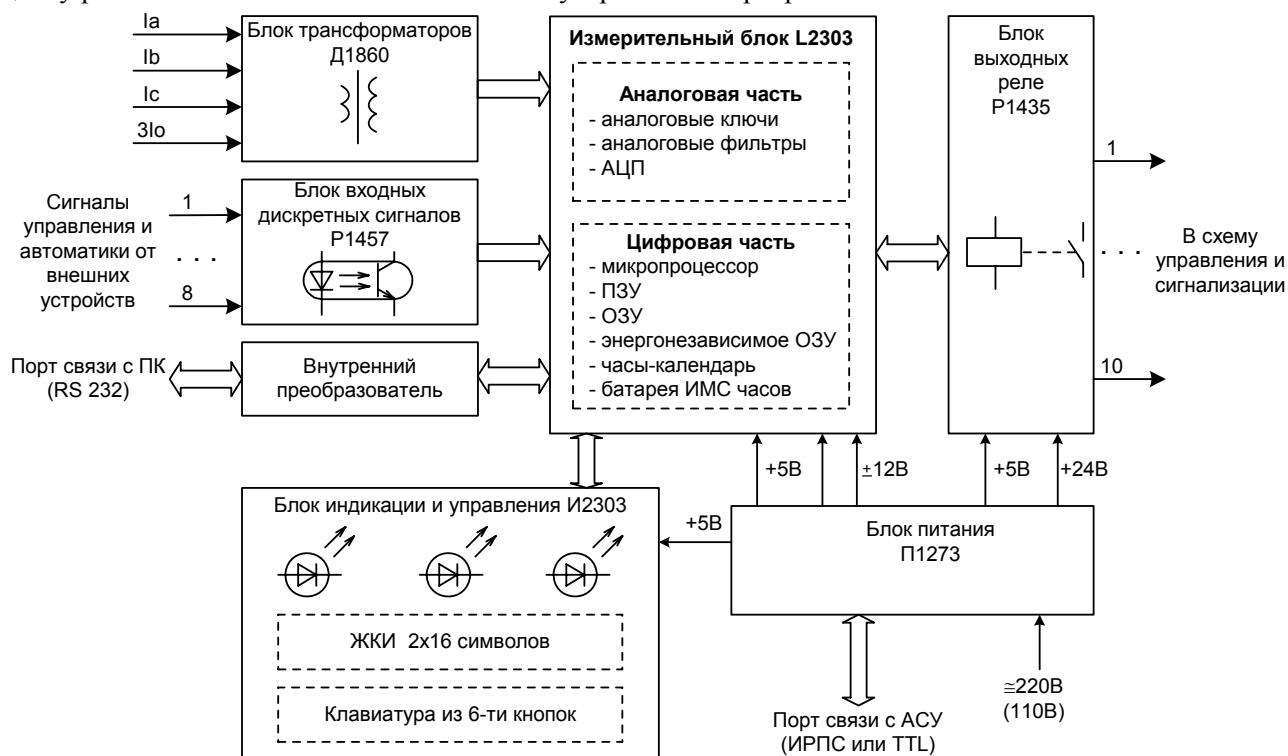 Ia
Ib
Ic
3Io
Блок трансформаторов
Д1860
Измерительный блок L2303
Аналоговая часть
- аналоговые ключи
- аналоговые фильтры
- АЦП
Блок
выходных
реле
Р1435
1
10
В схему
управления и
сигнализации
. . .
Сигналы
управления и
автоматики от
внешних
устройств
1
. . .
8
Блок входных
дискретных сигналов
Р1457
Цифровая часть
- микропроцессор
- ПЗУ
- ОЗУ
- энергонезависимое ОЗУ
- часы-календарь
- батарея ИМС часов
Порт связи с ПК
(RS 232)
Внутренний
преобразователь
+5В
±12В
+5В
+24В
Блок индикации и управления И2303
+5В
Блок питания
П1273
ЖКИ 2x16 символов
Клавиатура из 6-ти кнопок
Порт связи с АСУ
(ИРПС или TTL)
≅220В
(110В)